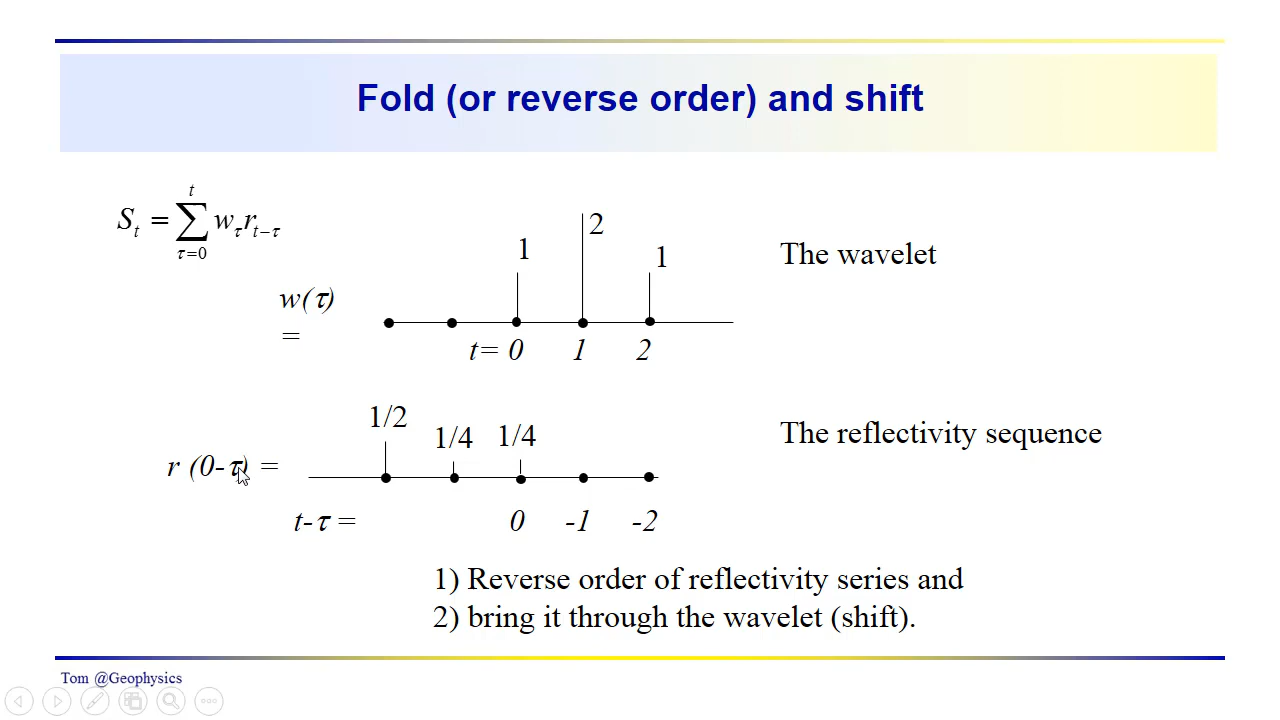 Fold (or reverse order) and shift
S_t = \sum_{τ=0}^{t} w_τ r_{t−τ}
2
1
1
The wavelet
w(τ)
=
t= 0 1 2
1/2
1/4 1/4
The reflectivity sequence
r (0-τ) =
t-τ = 0 -1 -2
1) Reverse order of reflectivity series and
2) bring it through the wavelet (shift).
Tom @Geophysics